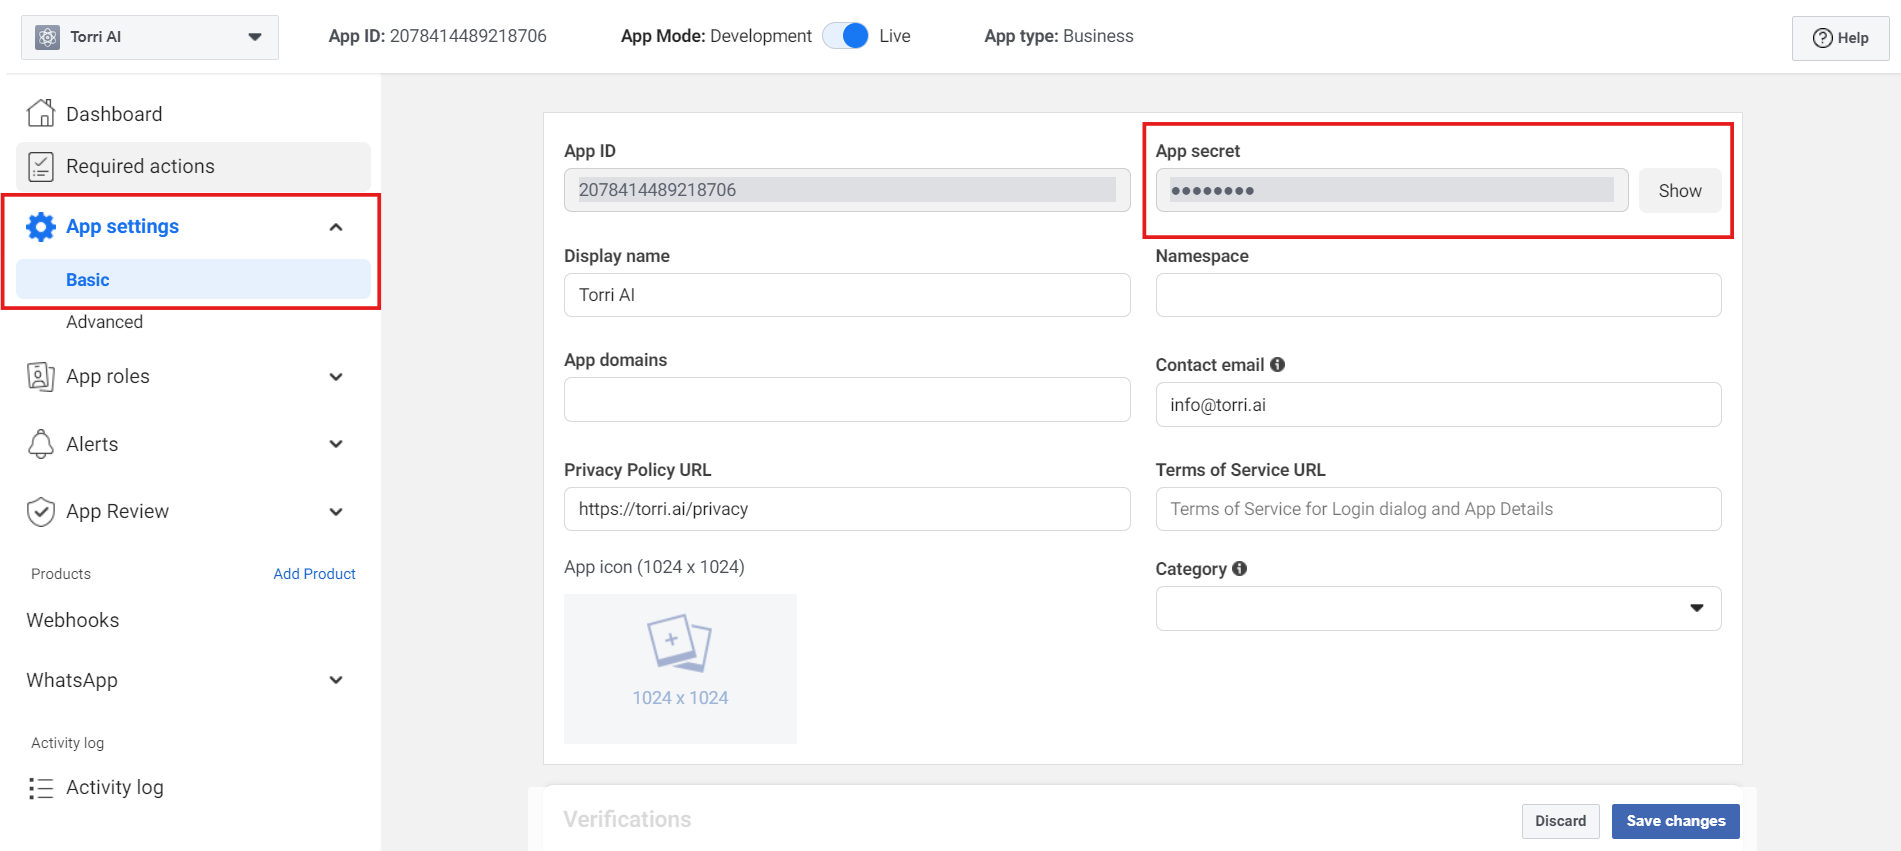 Torri AI
App ID: 2078414489218706
App Mode: Development Live
App type: Business
Help
Dashboard
Required actions
App settings
Basic
Advanced
App roles
Alerts
App Review
Products Add Product
Webhooks
WhatsApp
Activity log
Activity log
App ID
2078414489218706
App secret
●●●●●●●● Show
Display name
Torri AI
Namespace
App domains
Contact email
info@torri.ai
Privacy Policy URL
https://torri.ai/privacy
Terms of Service URL
Terms of Service for Login dialog and App Details
App icon (1024 x 1024)
1024 x 1024
Category
Verifications
Discard Save changes